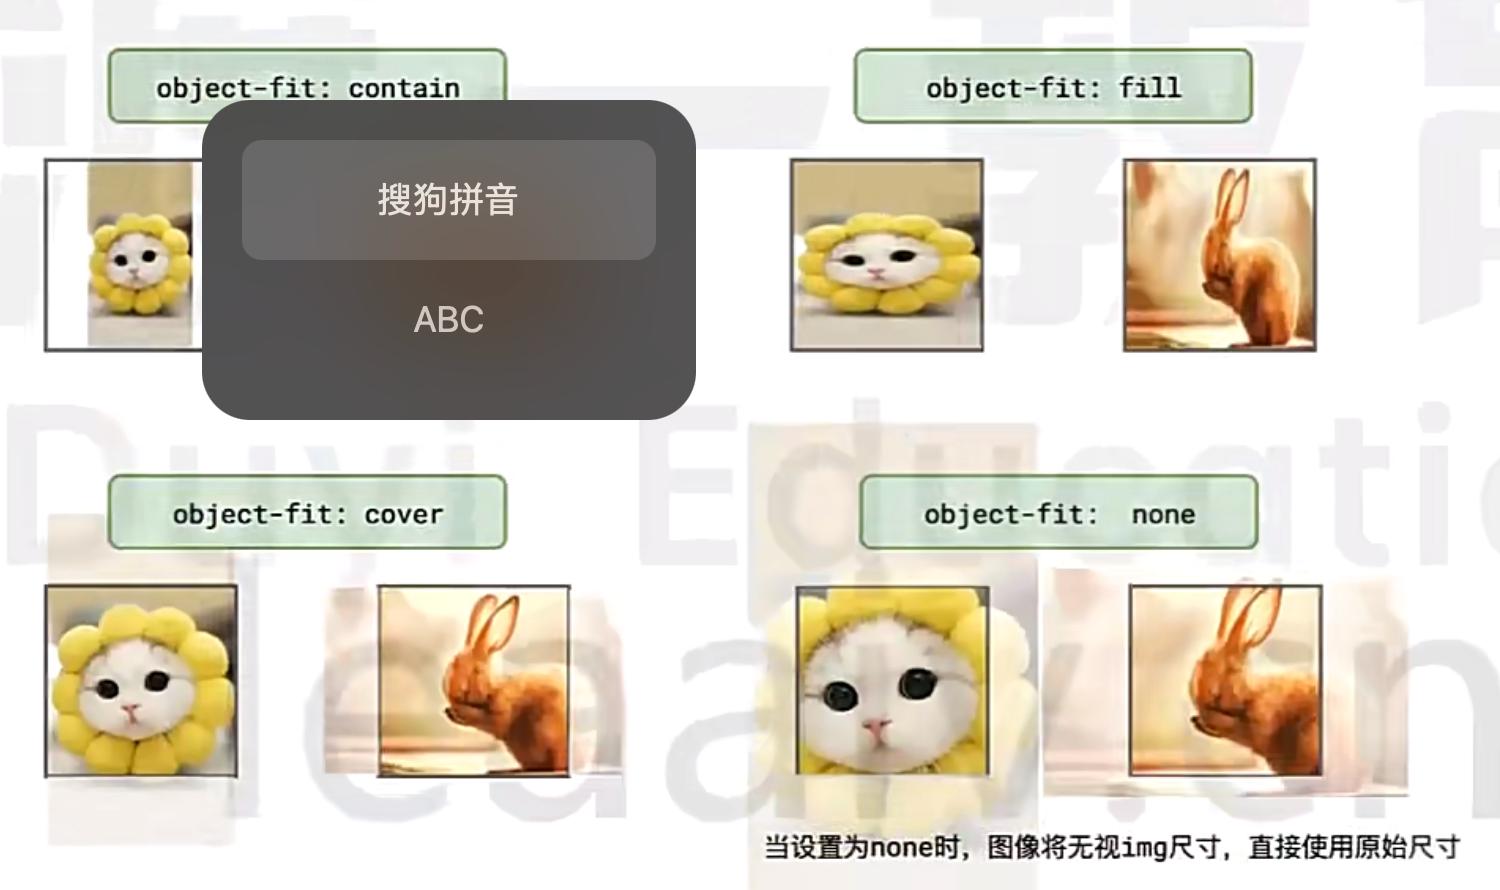 object-fit: contain
object-fit: fill
搜狗拼音
ABC
Duyi Education
object-fit: cover
object-fit: none
当设置为none时，图像将无视img尺寸，直接使用原始尺寸